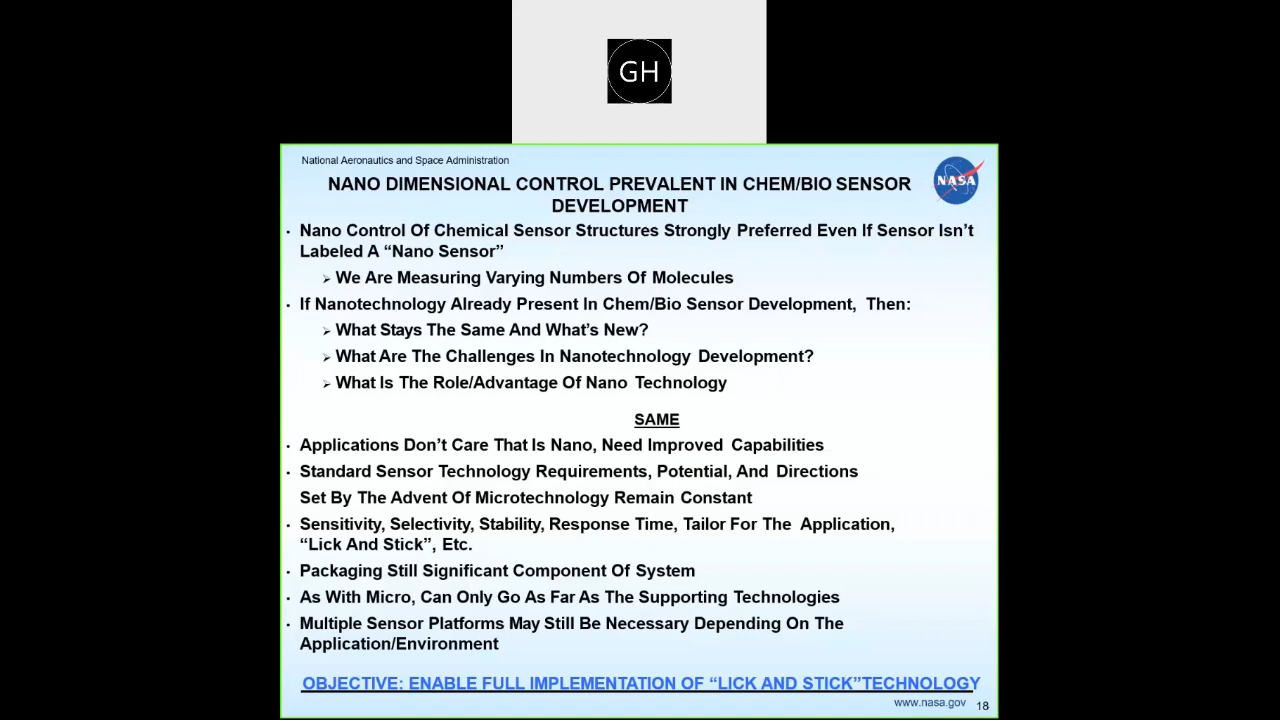 GH
National Aeronautics and Space Administration
NASA
NANO DIMENSIONAL CONTROL PREVALENT IN CHEM/BIO SENSOR
DEVELOPMENT
• Nano Control Of Chemical Sensor Structures Strongly Preferred Even If Sensor Isn’t
Labeled A “Nano Sensor”
➢ We Are Measuring Varying Numbers Of Molecules
• If Nanotechnology Already Present In Chem/Bio Sensor Development, Then:
➢ What Stays The Same And What’s New?
➢ What Are The Challenges In Nanotechnology Development?
➢ What Is The Role/Advantage Of Nano Technology
SAME
• Applications Don’t Care That Is Nano, Need Improved Capabilities
• Standard Sensor Technology Requirements, Potential, And Directions
Set By The Advent Of Microtechnology Remain Constant
• Sensitivity, Selectivity, Stability, Response Time, Tailor For The Application,
“Lick And Stick”, Etc.
• Packaging Still Significant Component Of System
• As With Micro, Can Only Go As Far As The Supporting Technologies
• Multiple Sensor Platforms May Still Be Necessary Depending On The
Application/Environment
OBJECTIVE: ENABLE FULL IMPLEMENTATION OF “LICK AND STICK”TECHNOLOGY
www.nasa.gov 18